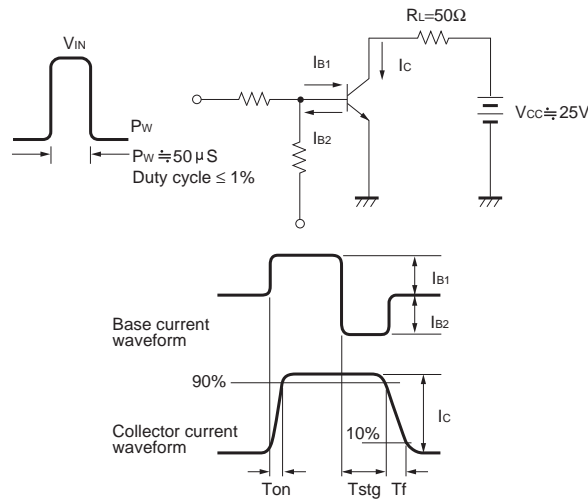 RL=50Ω
VIN
IB1
IC
VCC≒25V
PW
IB2
PW≒50μS
Duty cycle ≤ 1%
IB1
Base current
waveform
IB2
90%
IC
Collector current
waveform
10%
Ton
Tstg
Tf